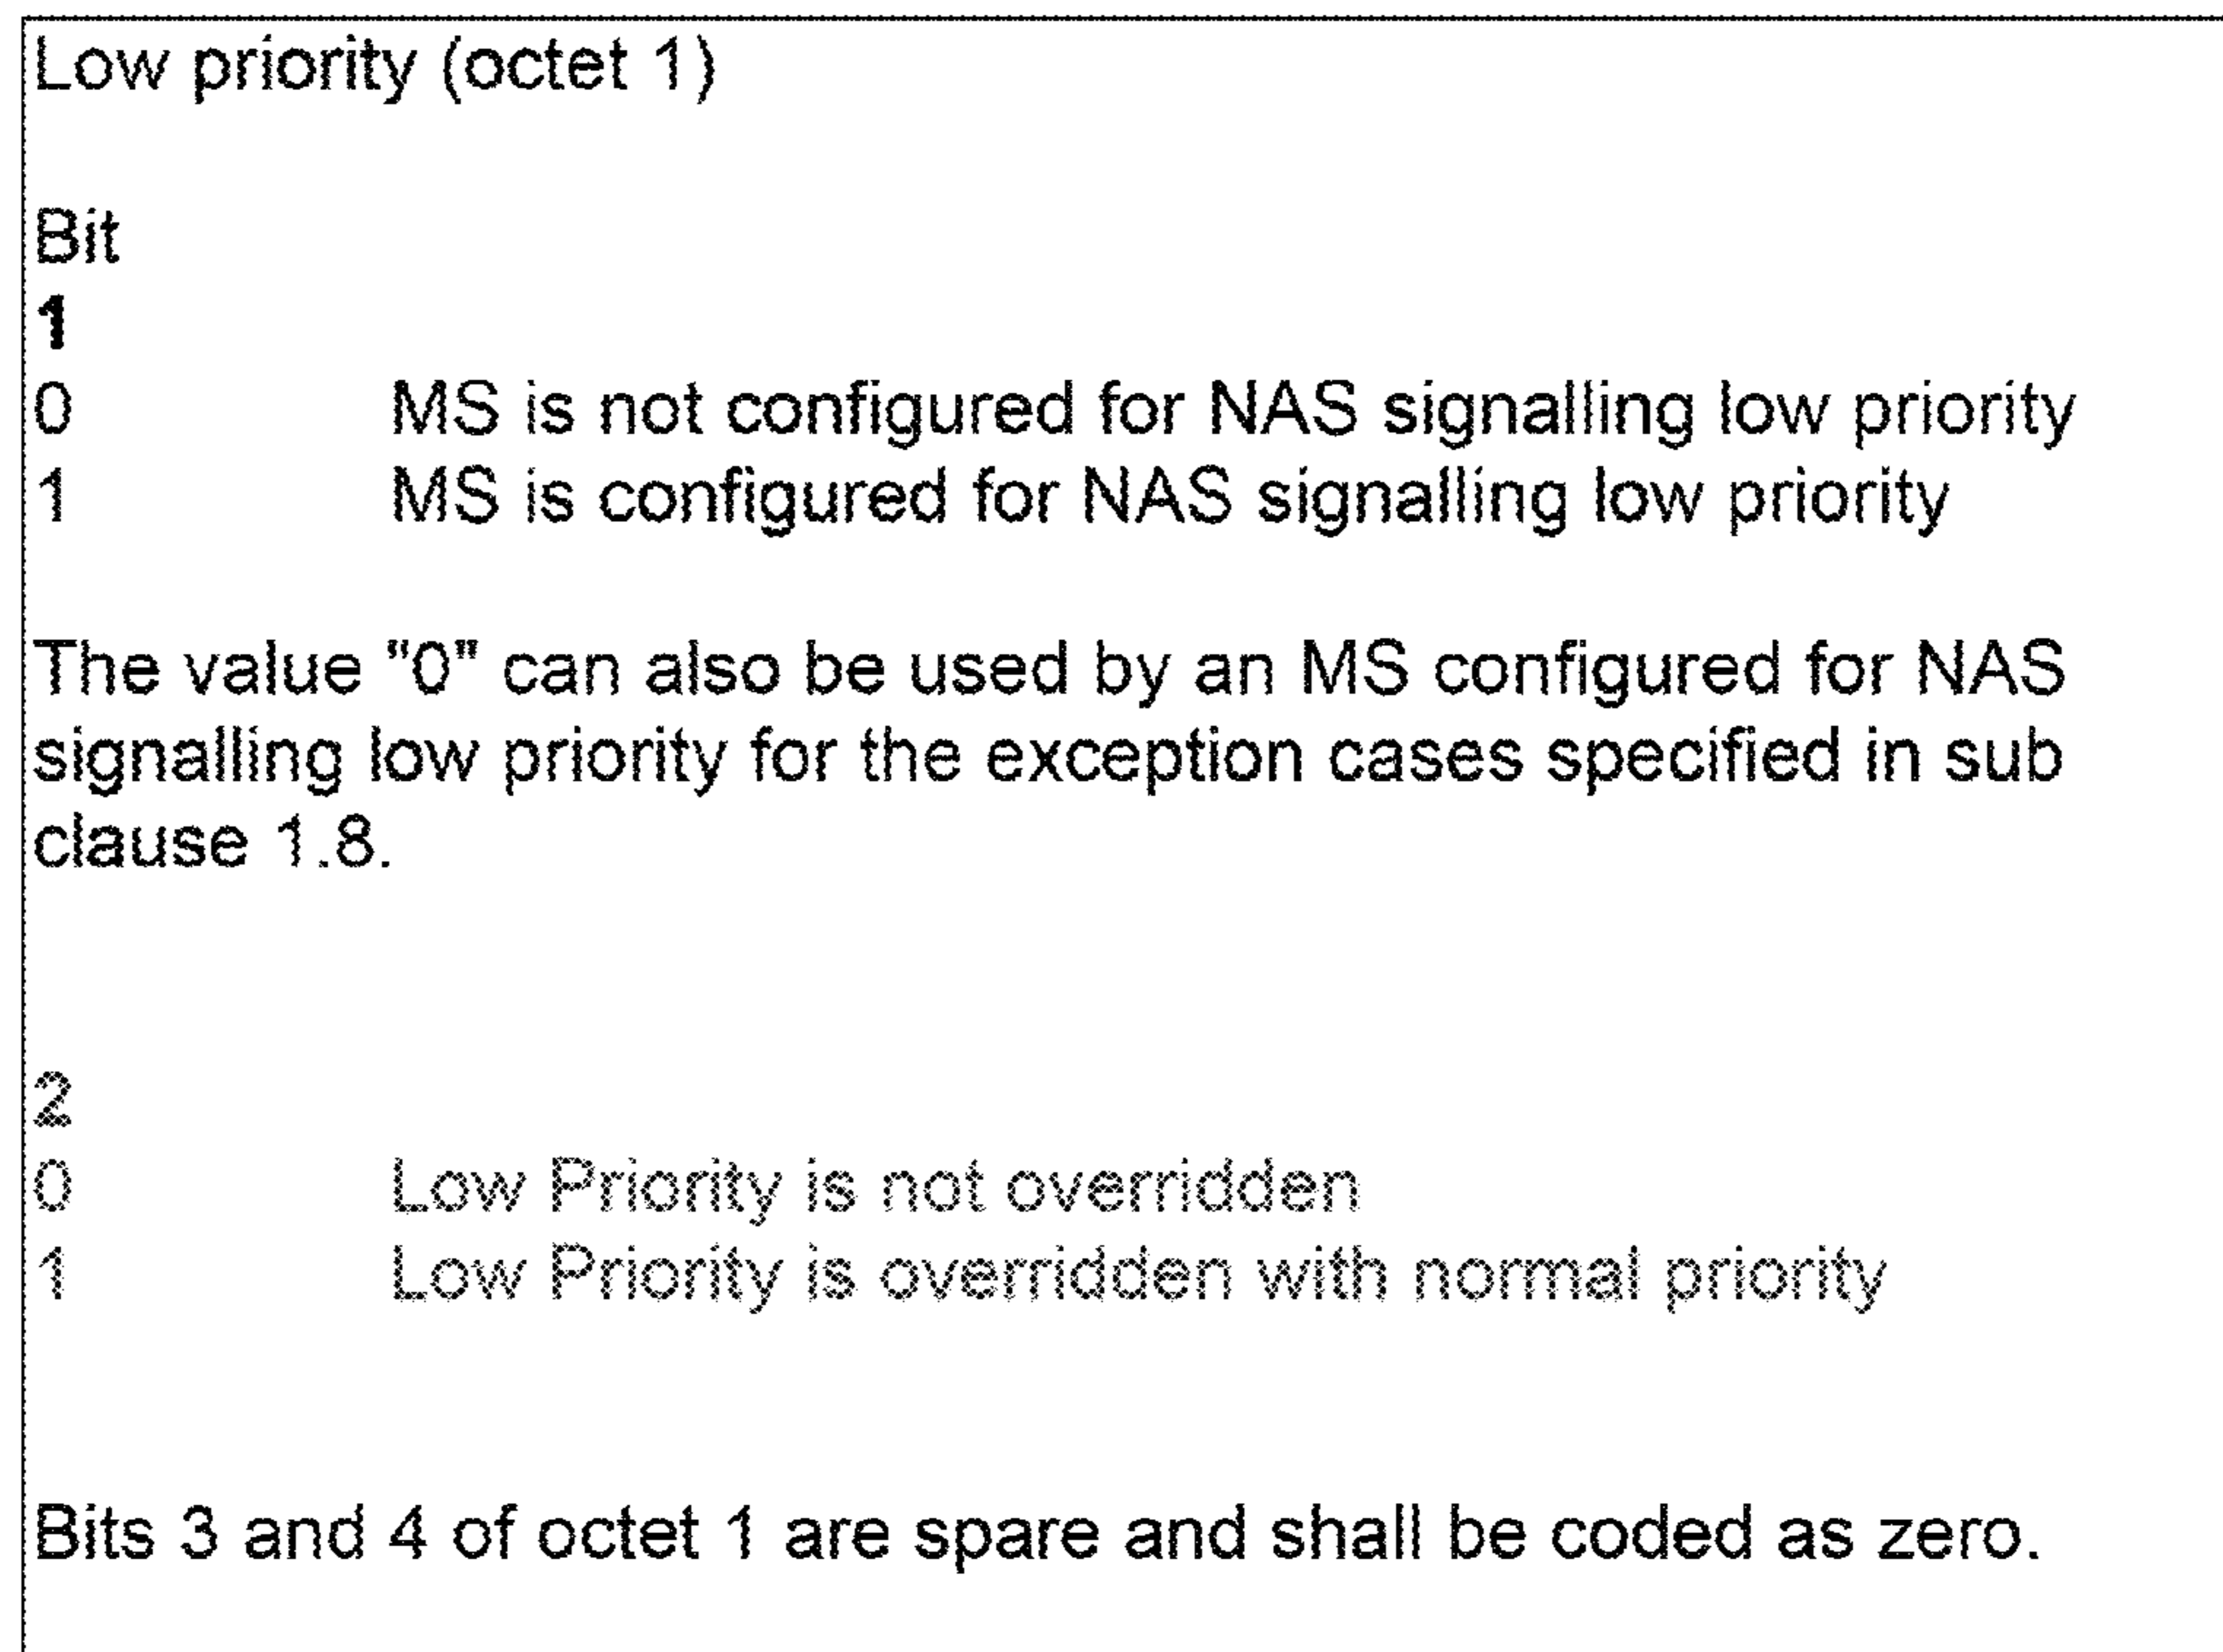 Low priority (octet 1)
Bit
1
0 MS is not configured for NAS signalling low priority
1 MS is configured for NAS signalling low priority
The value "0" can also be used by an MS configured for NAS
signalling low priority for the exception cases specified in sub
clause 1.8.
2
0 Low Priority is not overridden
1 Low Priority is overridden with normal priority
Bits 3 and 4 of octet 1 are spare and shall be coded as zero.